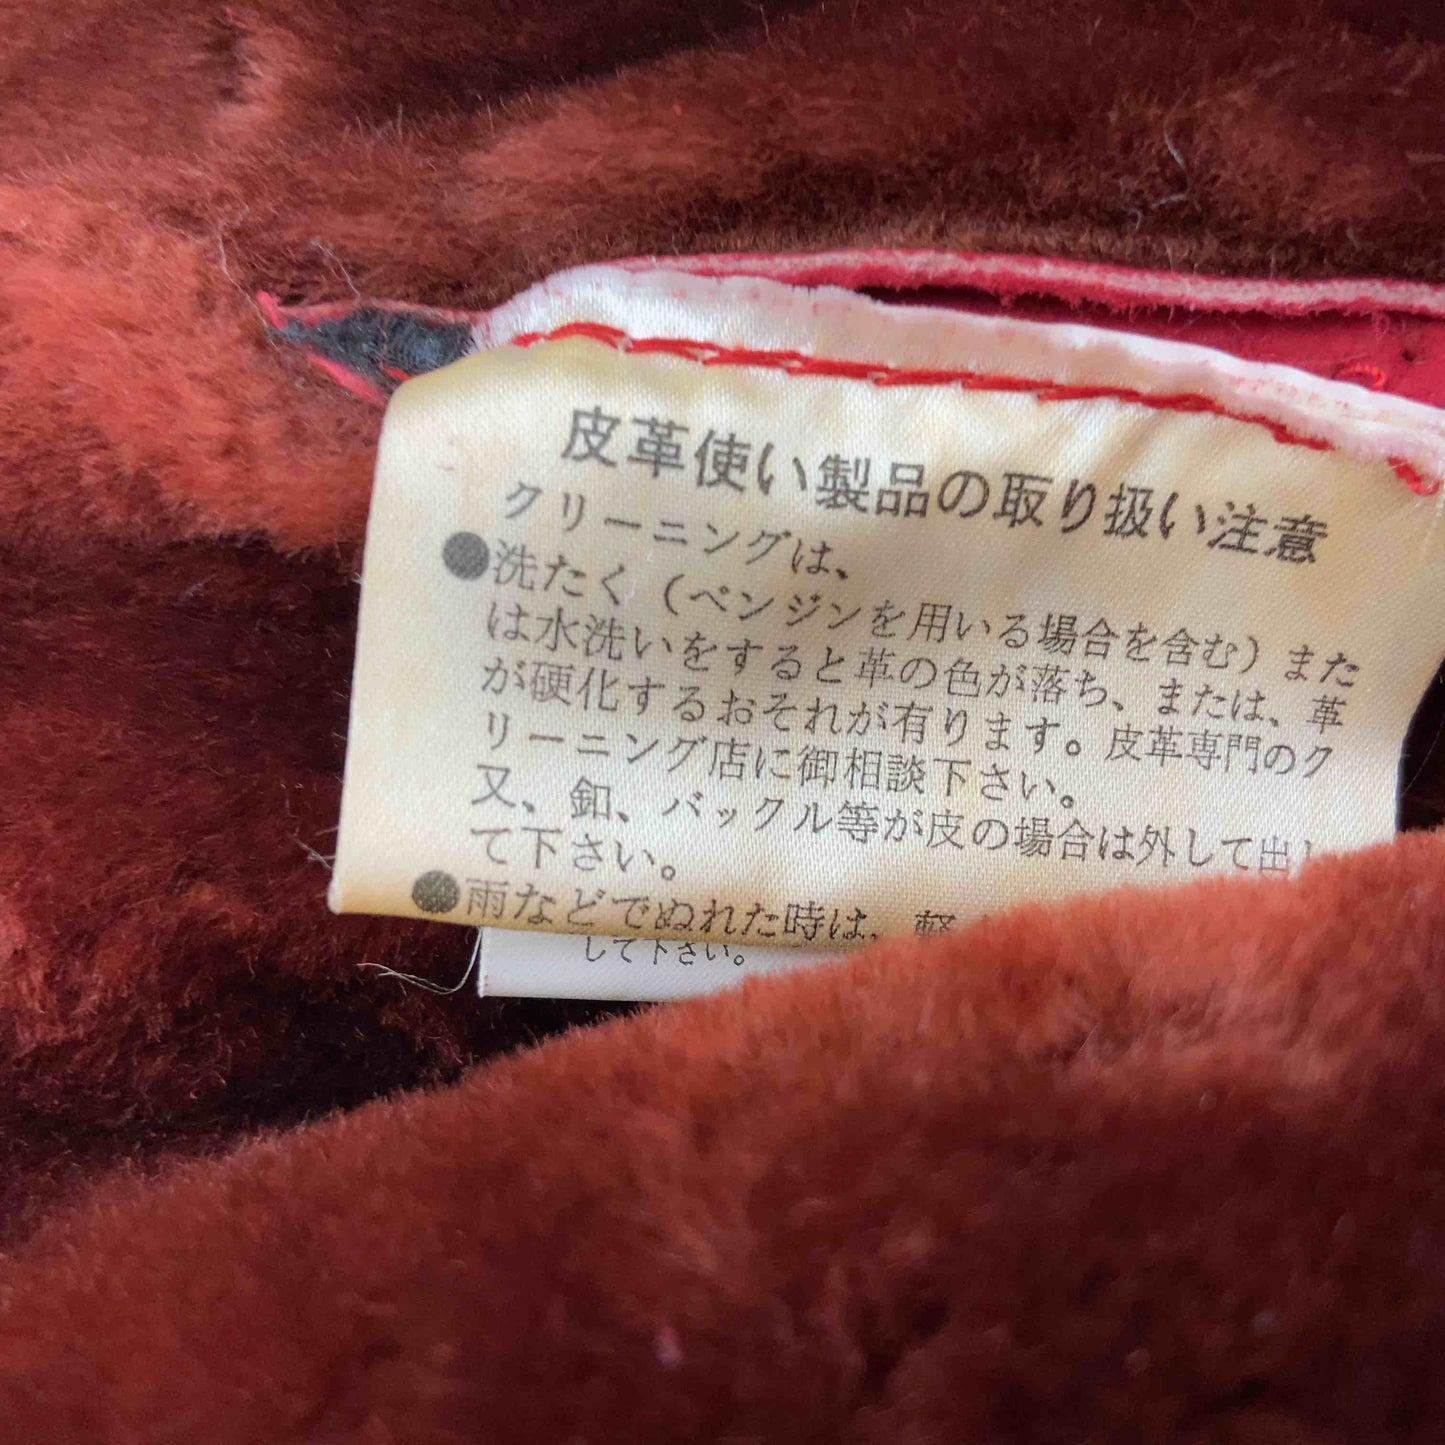 皮革使い製品の取り扱い注意
クリーニングは、
●洗たく（ベンジンを用いる場合を含む）また
は水洗いをすると革の色が落ち、または、革
が硬化するおそれが有ります。皮革専門のク
リーニング店に御相談下さい。
又、釦、バックル等が皮の場合は外して出し
て下さい。
●雨などでぬれた時は、軽
して下さい。